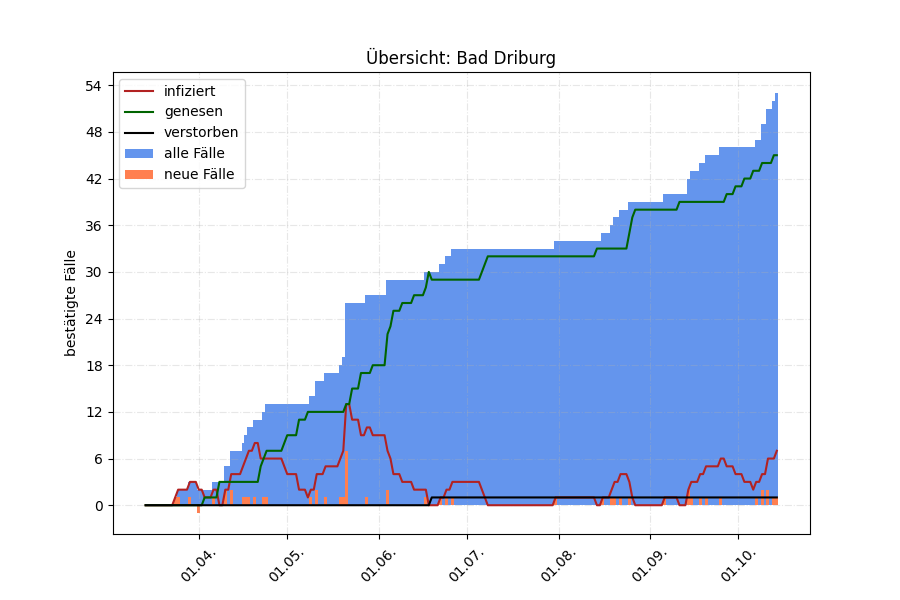 Übersicht: Bad Driburg
bestätigte Fälle
54
48
42
36
30
24
18
12
6
0
infiziert
genesen
verstorben
alle Fälle
neue Fälle
01.04.
01.05.
01.06.
01.07.
01.08.
01.09.
01.10.